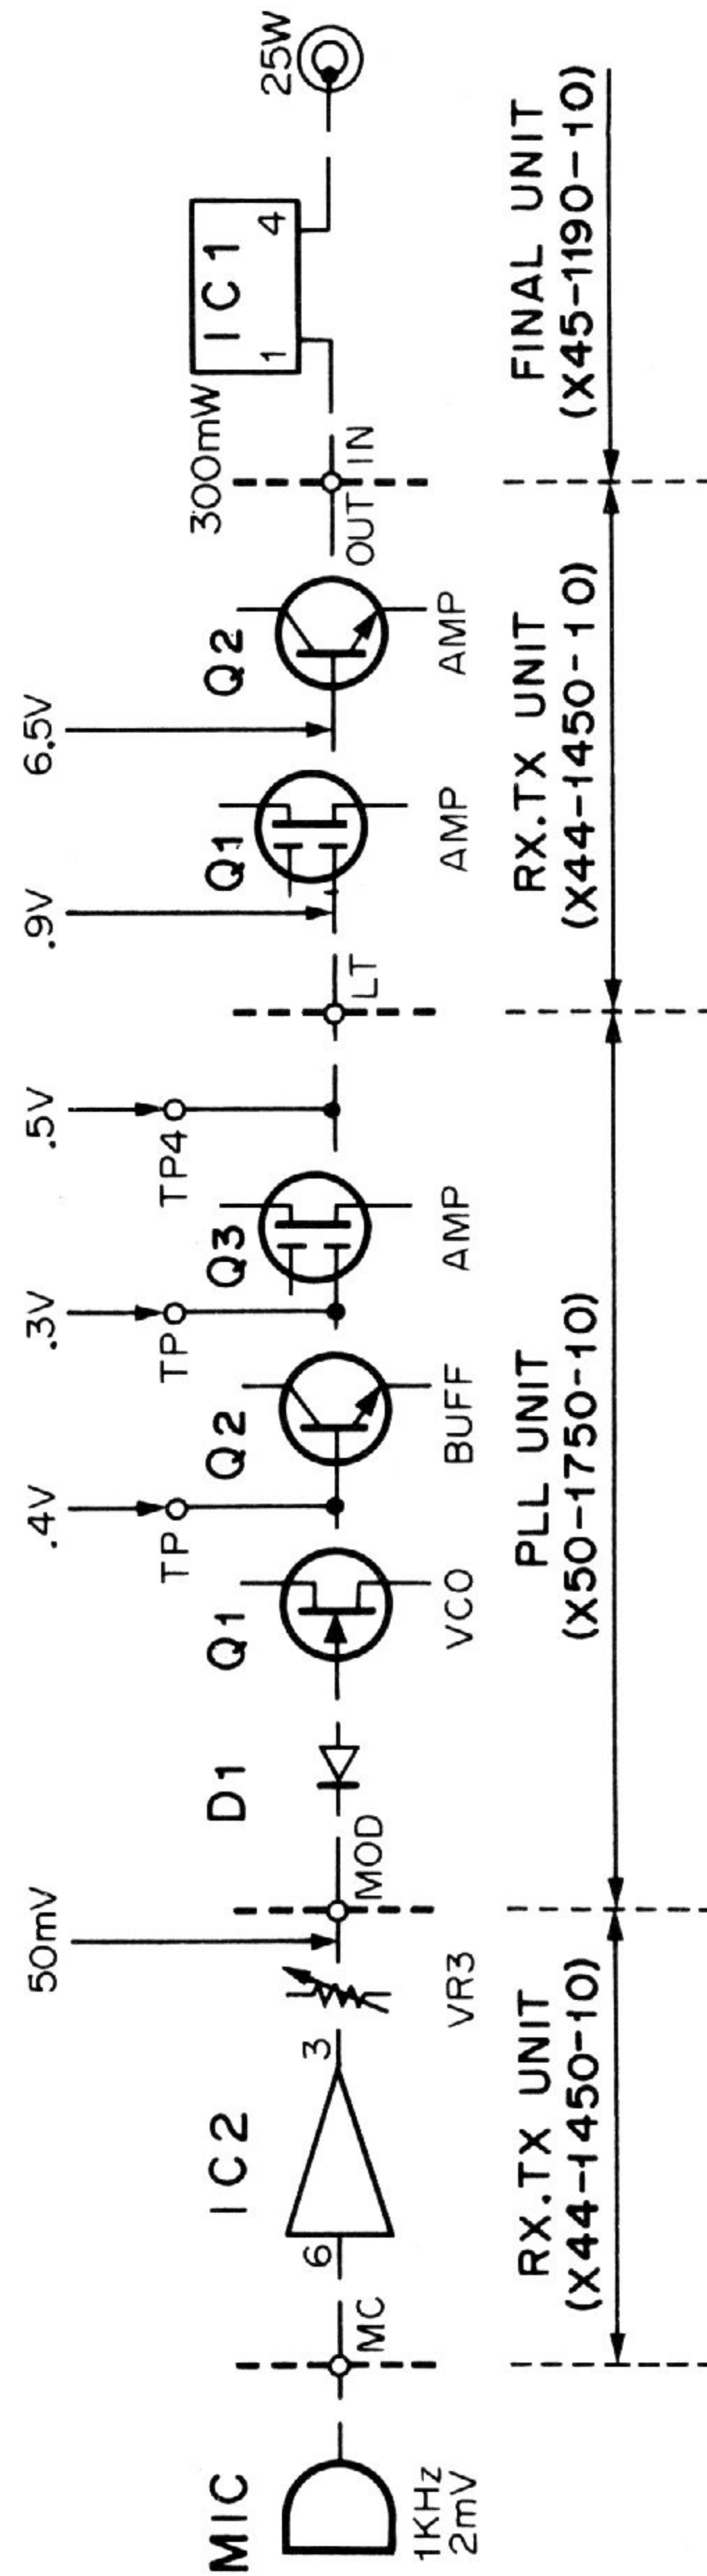 MIC
1KHz
2mV
MC
6
IC2
3
VR3
50mV
MOD
D1
Q1
VCO
TP
.4V
Q2
BUFF
TP
.3V
Q3
AMP
TP4
.5V
LT
.9V
Q1
AMP
6.5V
Q2
AMP
OUT
IN
300mW
IC1
1
4
25W
RX.TX UNIT
(X44-1450-10)
PLL UNIT
(X50-1750-10)
RX.TX UNIT
(X44-1450-10)
FINAL UNIT
(X45-1190-10)